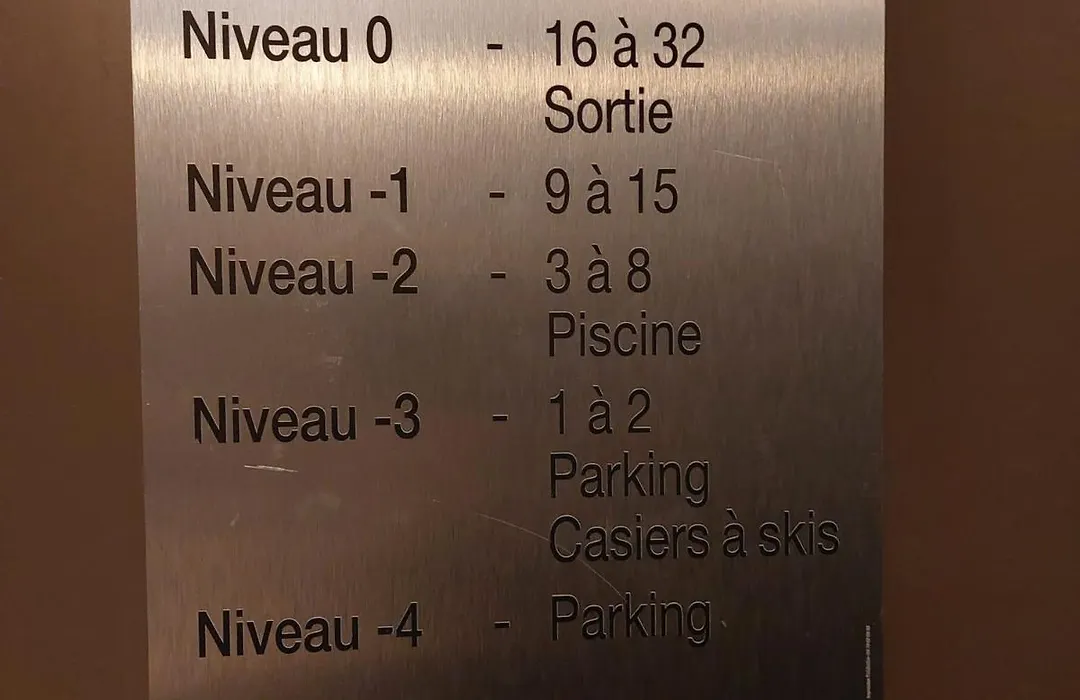 Niveau 0 - 16 à 32
Sortie
Niveau -1 - 9 à 15
Niveau -2 - 3 à 8
Piscine
Niveau -3 - 1 à 2
Parking
Casiers à skis
Niveau -4 - Parking